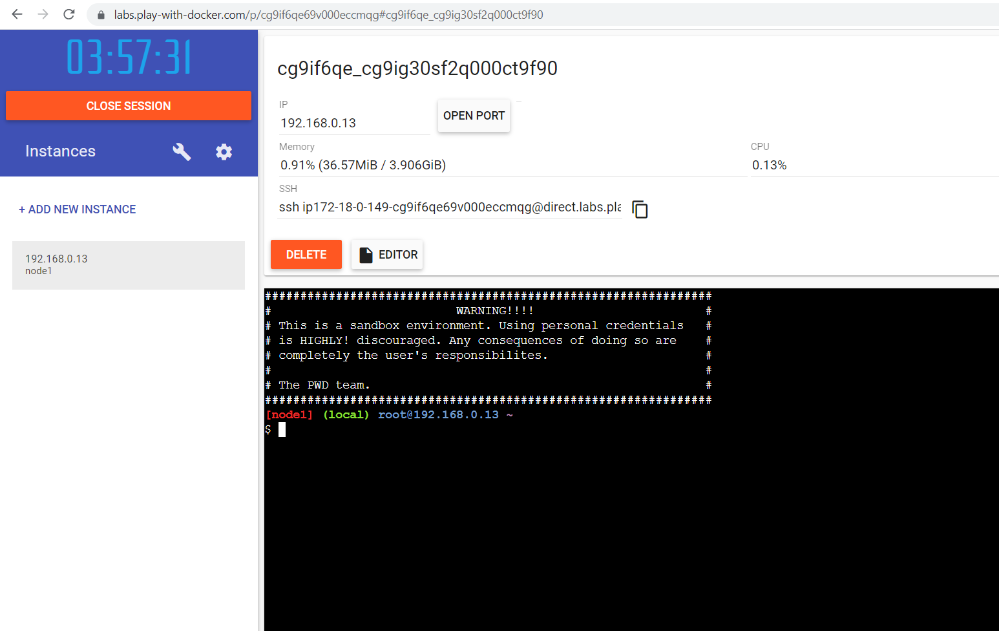 labs.play-with-docker.com/p/cg9if6qe69v000eccmqg#cg9if6qe_cg9ig30sf2q000ct9f90
03:57:31
CLOSE SESSION
Instances
+ ADD NEW INSTANCE
192.168.0.13
node1
cg9if6qe_cg9ig30sf2q000ct9f90
IP
192.168.0.13
OPEN PORT
Memory
0.91% (36.57MiB / 3.906GiB)
CPU
0.13%
SSH
ssh ip172-18-0-149-cg9if6qe69v000eccmqg@direct.labs.pla
DELETE
EDITOR
###############################################################
# WARNING!!!! #
# This is a sandbox environment. Using personal credentials #
# is HIGHLY! discouraged. Any consequences of doing so are #
# completely the user's responsibilites. #
# #
# The PWD team. #
###############################################################
[node1] (local) root@192.168.0.13 ~
$